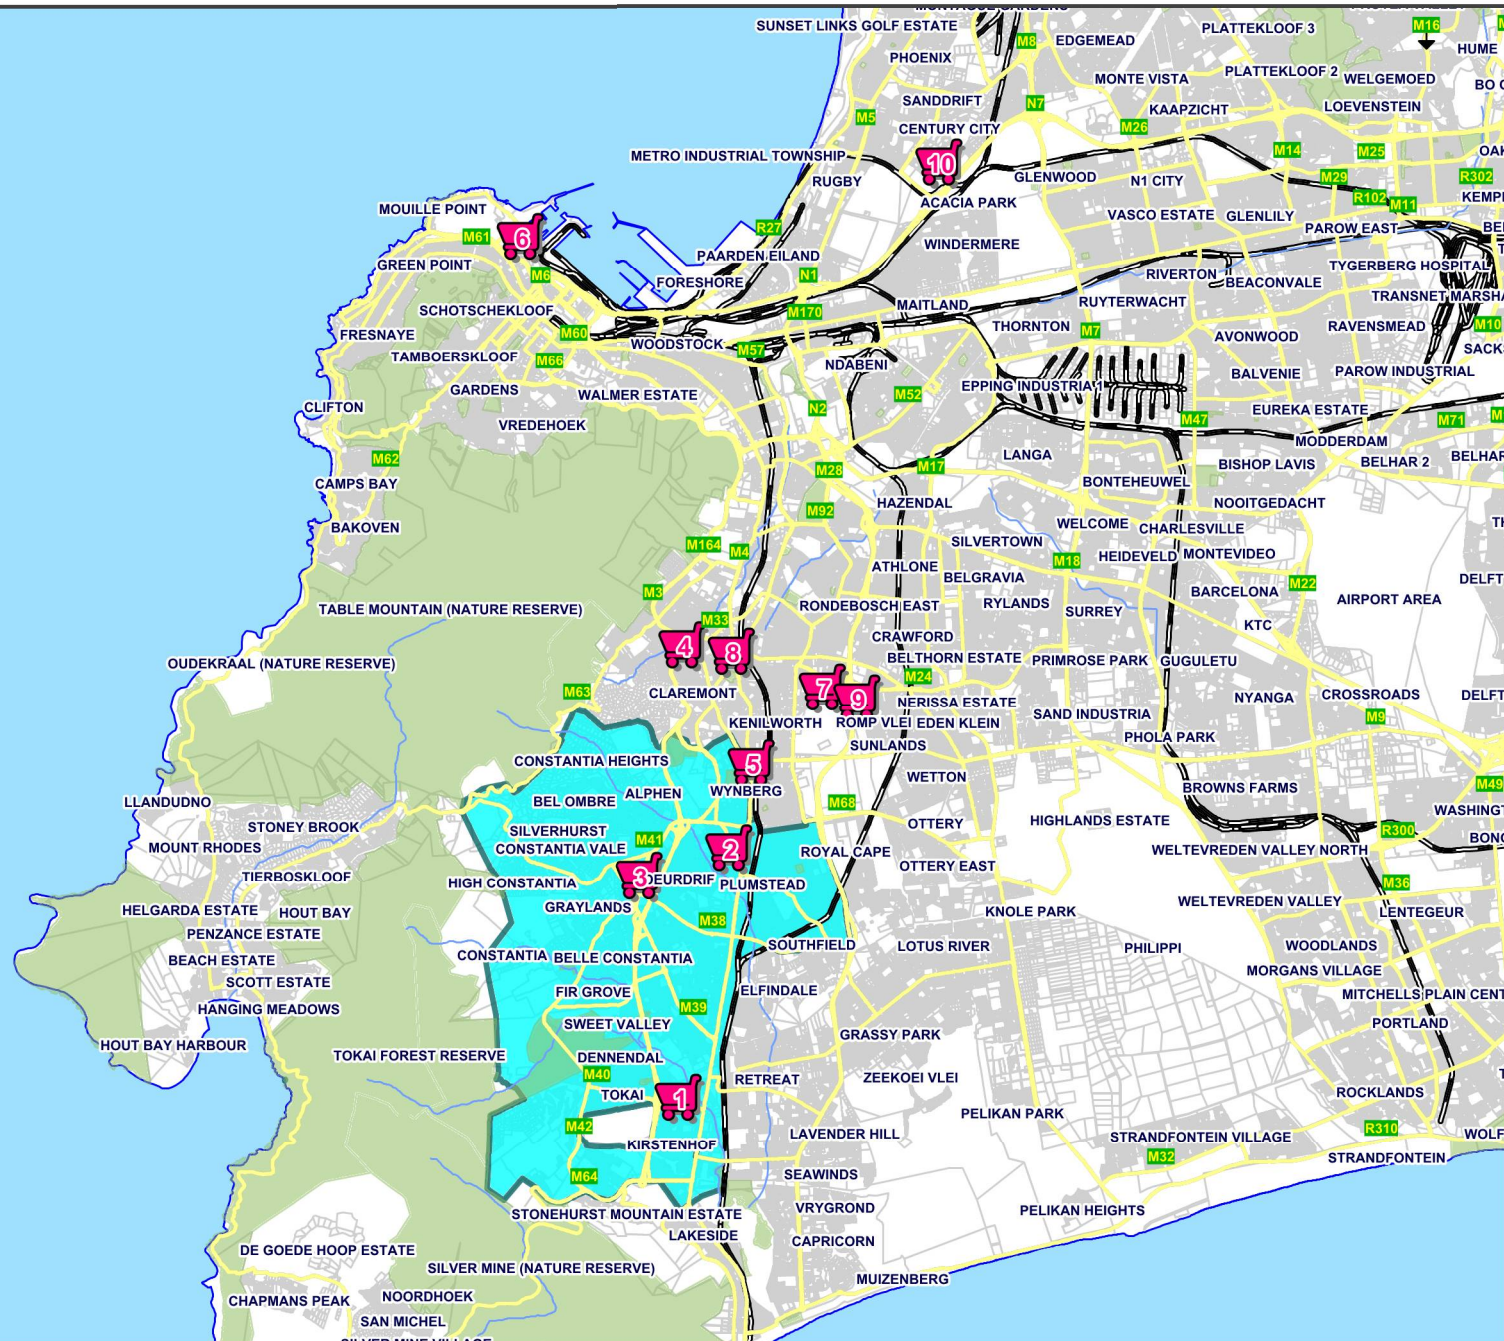 SUNSET LINKS GOLF ESTATE
M8
EDGEMEAD
PLATTEKLOOF 3
M16
HUME
PHOENIX
MONTE VISTA
PLATTEKLOOF 2
WELGEMOED
SANDDRIFT
N7
KAAPZICHT
LOEVENSTEIN
M5
CENTURY CITY
M26
METRO INDUSTRIAL TOWNSHIP
10
M14
M25
RUGBY
GLENWOOD
N1 CITY
M29
R302
R102
M11
MOUILLE POINT
ACACIA PARK
VASCO ESTATE
GLENLILY
PAROW EAST
M61
6
R27
WINDERMERE
GREEN POINT
M6
PAARDEN EILAND
N1
RIVERTON
TYGERBERG HOSPITAL
FORESHORE
BEACONVALE
SCHOTSCHEKLOOF
M170
MAITLAND
RUYTERWACHT
TRANSNET MARSHA
FRESNAYE
M60
WOODSTOCK
M57
THORNTON
M7
AVONWOOD
RAVENSMEAD
M10
TAMBOERSKLOOF
M66
NDABENI
BALVENIE
PAROW INDUSTRIAL
SACK
GARDENS
WALMER ESTATE
M52
EPPING INDUSTRIA 1
CLIFTON
N2
M47
EUREKA ESTATE
M71
VREDEHOEK
MODDERDAM
M62
M28
M17
LANGA
BISHOP LAVIS
BELHAR 2
BELHAR
CAMPS BAY
BONTEHEUWEL
BAKOVEN
M92
HAZENDAL
WELCOME
NOOITGEDACHT
CHARLESVILLE
M164
M4
SILVERTOWN
M18
HEIDEVELD
MONTEVIDEO
ATHLONE
BELGRAVIA
M22
DELFT
M3
BARCELONA
AIRPORT AREA
TABLE MOUNTAIN (NATURE RESERVE)
RONDEBOSCH EAST
RYLANDS
SURREY
M33
KTC
4
8
CRAWFORD
OUDEKRAAL (NATURE RESERVE)
BELTHORN ESTATE
PRIMROSE PARK
GUGULETU
M63
CLAREMONT
7
9
M24
NYANGA
CROSSROADS
DELFT
NERISSA ESTATE
KENILWORTH
ROMP VLEI
EDEN KLEIN
SAND INDUSTRIA
M9
PHOLA PARK
SUNLANDS
CONSTANTIA HEIGHTS
5
WETTON
LLANDUDNO
BEL OMBRE
ALPHEN
WYNBERG
M68
BROWNS FARMS
M49
STONEY BROOK
SILVERHURST
OTTERY
HIGHLANDS ESTATE
WASHINGT
MOUNT RHODES
CONSTANTIA VALE
M41
2
ROYAL CAPE
WELTEVREDEN VALLEY NORTH
R300
TIERBOSKLOOF
HIGH CONSTANTIA
3
DEURDRIF
PLUMSTEAD
OTTERY EAST
M36
HELGARDA ESTATE
HOUT BAY
GRAYLANDS
M38
KNOLE PARK
WELTEVREDEN VALLEY
LENTEGEUR
PENZANCE ESTATE
SOUTHFIELD
LOTUS RIVER
PHILIPPI
WOODLANDS
BEACH ESTATE
CONSTANTIA
BELLE CONSTANTIA
MORGANS VILLAGE
SCOTT ESTATE
FIR GROVE
ELFINDALE
MITCHELLS PLAIN CENT
HANGING MEADOWS
M39
SWEET VALLEY
GRASSY PARK
PORTLAND
HOUT BAY HARBOUR
TOKAI FOREST RESERVE
DENNENDAL
M40
RETREAT
ZEEKOEI VLEI
TOKAI
1
ROCKLANDS
M42
PELIKAN PARK
KIRSTENHOF
LAVENDER HILL
STRANDFONTEIN VILLAGE
R310
WOLF
M64
SEAWINDS
M32
STRANDFONTEIN
STONEHURST MOUNTAIN ESTATE
VRYGROND
PELIKAN HEIGHTS
LAKESIDE
CAPRICORN
DE GOEDE HOOP ESTATE
SILVER MINE (NATURE RESERVE)
MUIZENBERG
CHAPMANS PEAK
NOORDHOEK
SAN MICHEL